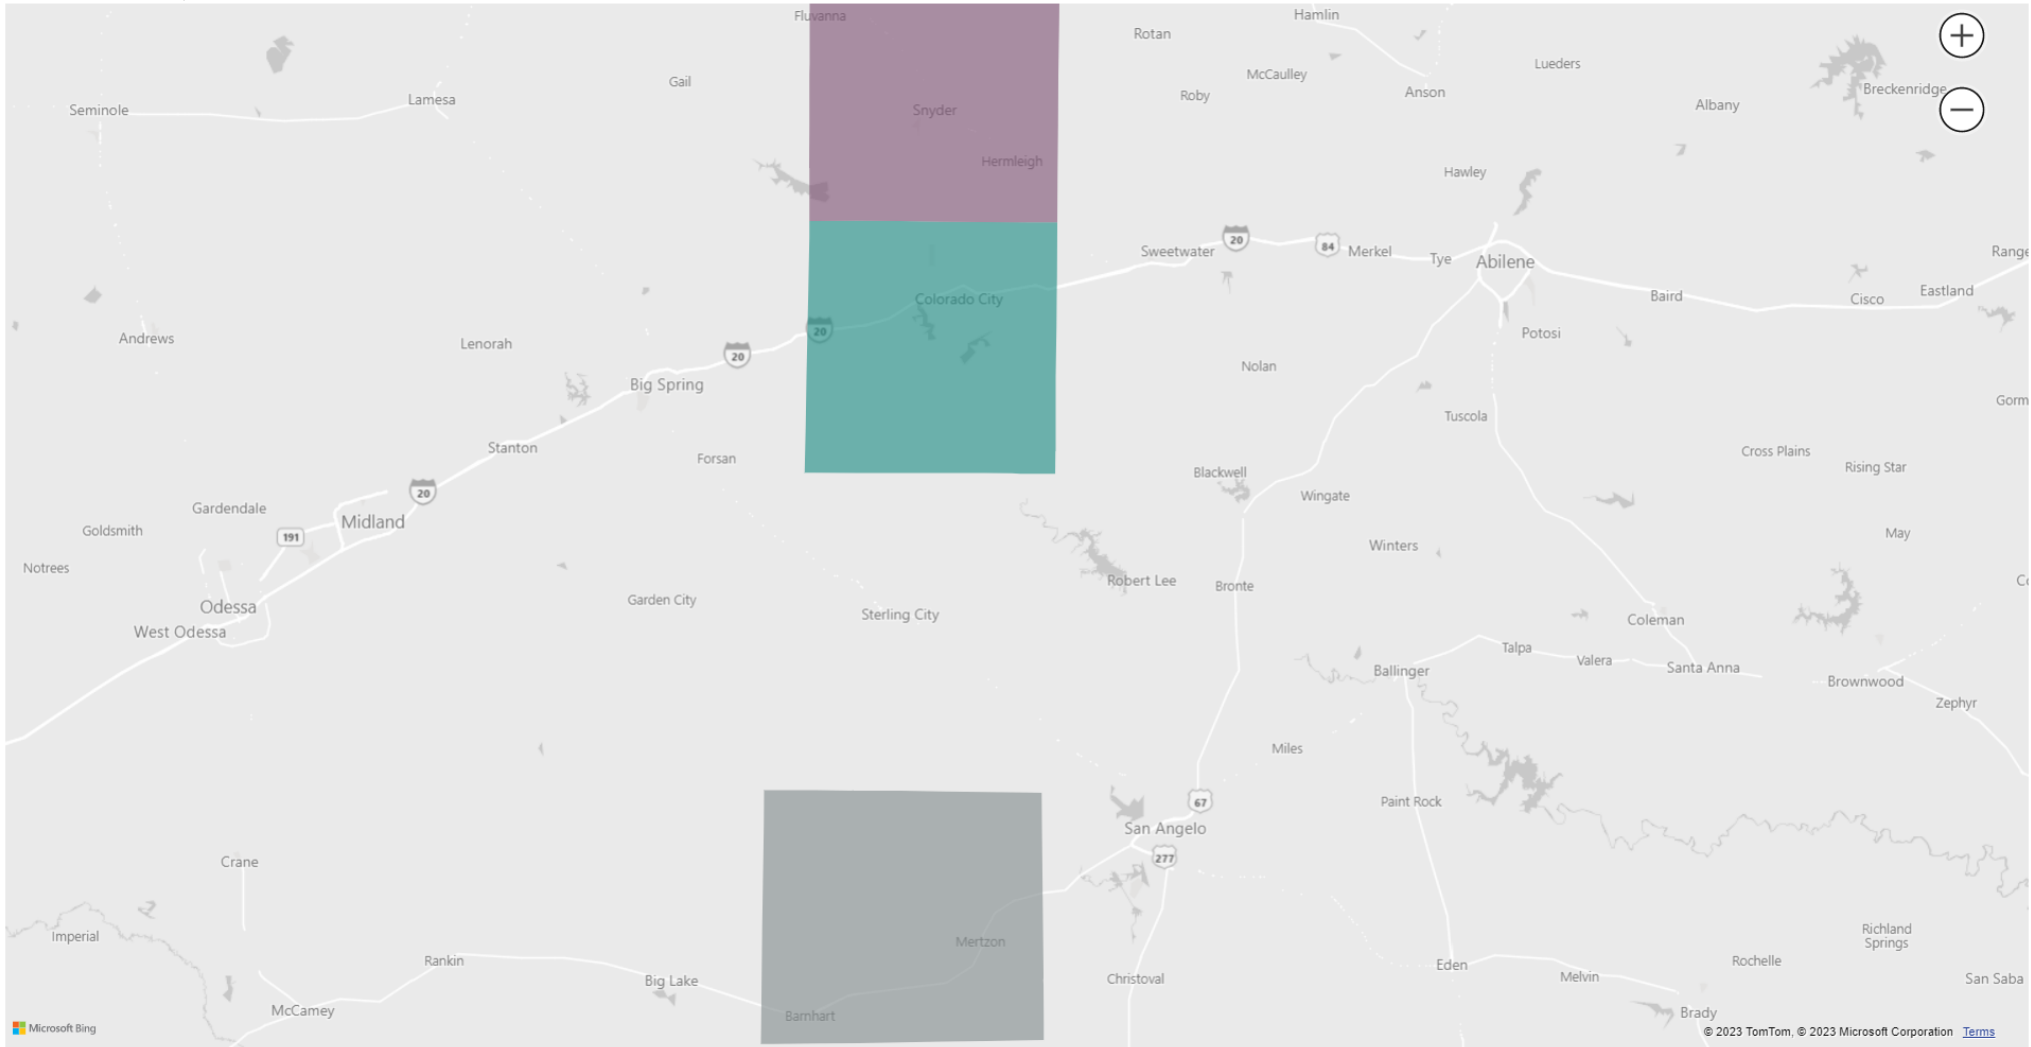 Fluvanna
Hamlin
Rotan
Lueders
McCaulley
Gail
Breckenridge
Anson
Roby
Lamesa
Albany
Seminole
Snyder
Hermleigh
Hawley
20
84
Sweetwater
Merkel
Range
Tye
Abilene
Eastland
Baird
Colorado City
Cisco
20
Potosi
Andrews
Lenorah
20
Nolan
Big Spring
Gorm
Tuscola
Stanton
Cross Plains
Forsan
Rising Star
Blackwell
20
Wingate
Gardendale
Midland
Goldsmith
May
191
Winters
Notrees
Robert Lee
Co
Bronte
Garden City
Odessa
Sterling City
Coleman
West Odessa
Talpa
Valera
Santa Anna
Ballinger
Brownwood
Zephyr
Miles
67
Paint Rock
San Angelo
277
Crane
Richland
Springs
Imperial
Mertzon
Rankin
Rochelle
Eden
Melvin
Christoval
San Saba
Big Lake
McCamey
Brady
Barnhart
Microsoft Bing
© 2023 TomTom, © 2023 Microsoft Corporation Terms